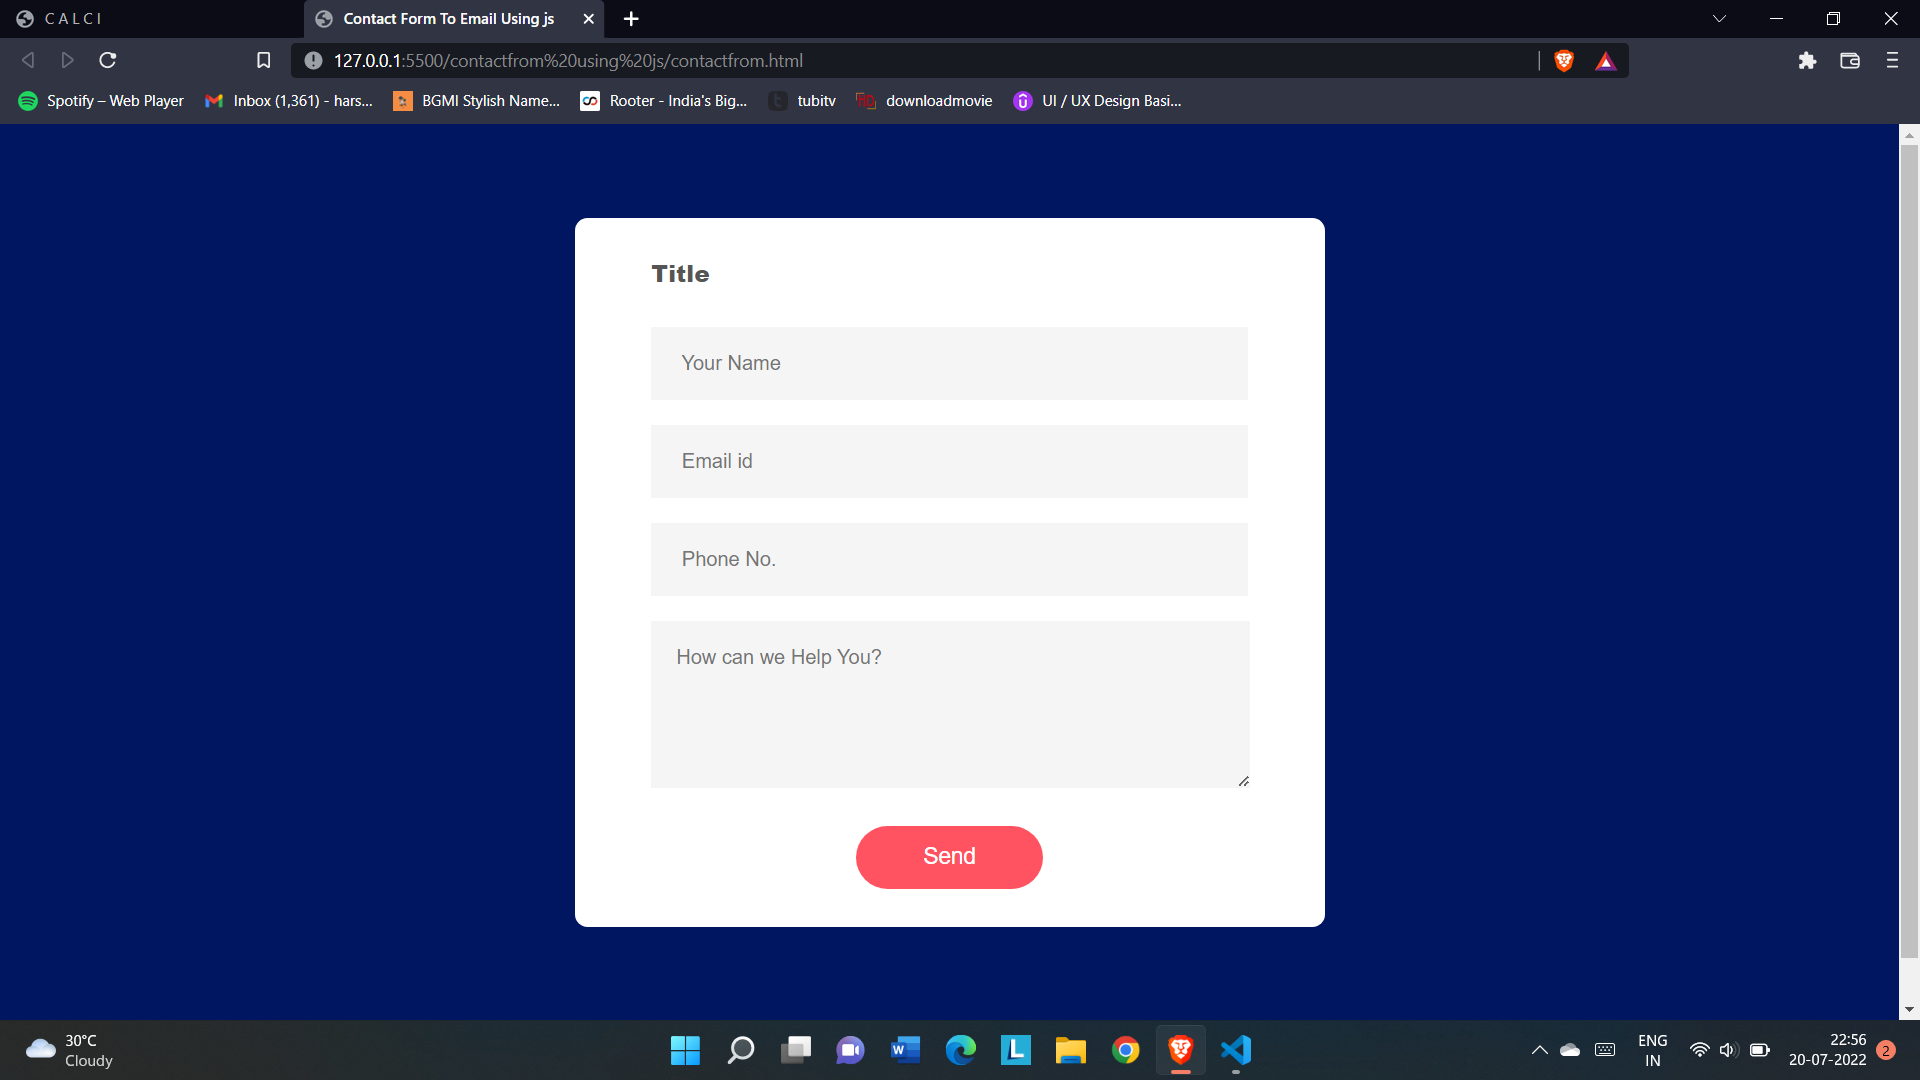 CALCI
Contact Form To Email Using js
127.0.0.1:5500/contactfrom%20using%20js/contactfrom.html
Spotify – Web Player
Inbox (1,361) - hars...
BGMI Stylish Name...
Rooter - India's Big...
tubitv
downloadmovie
UI / UX Design Basi...
Title
Your Name
Email id
Phone No.
How can we Help You?
Send
30°C
Cloudy
ENG
IN
22:56
20-07-2022
2